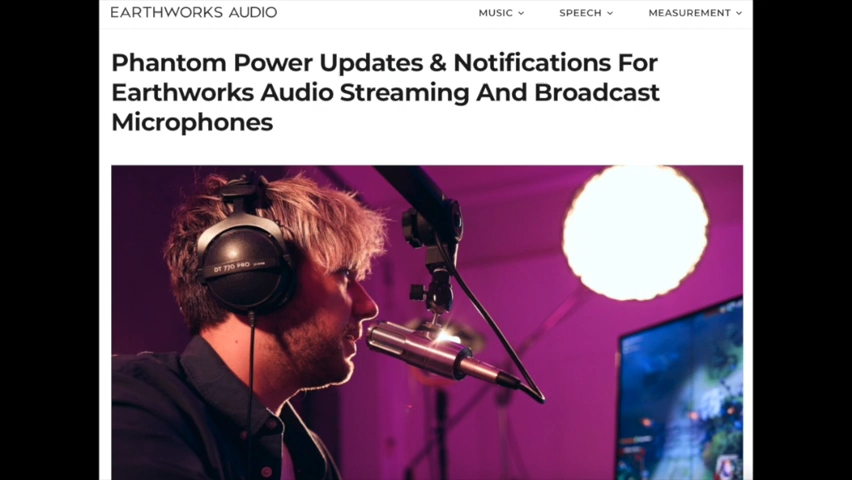 EARTHWORKS AUDIO
MUSIC SPEECH MEASUREMENT
Phantom Power Updates & Notifications For
Earthworks Audio Streaming And Broadcast
Microphones
DT 770 PRO